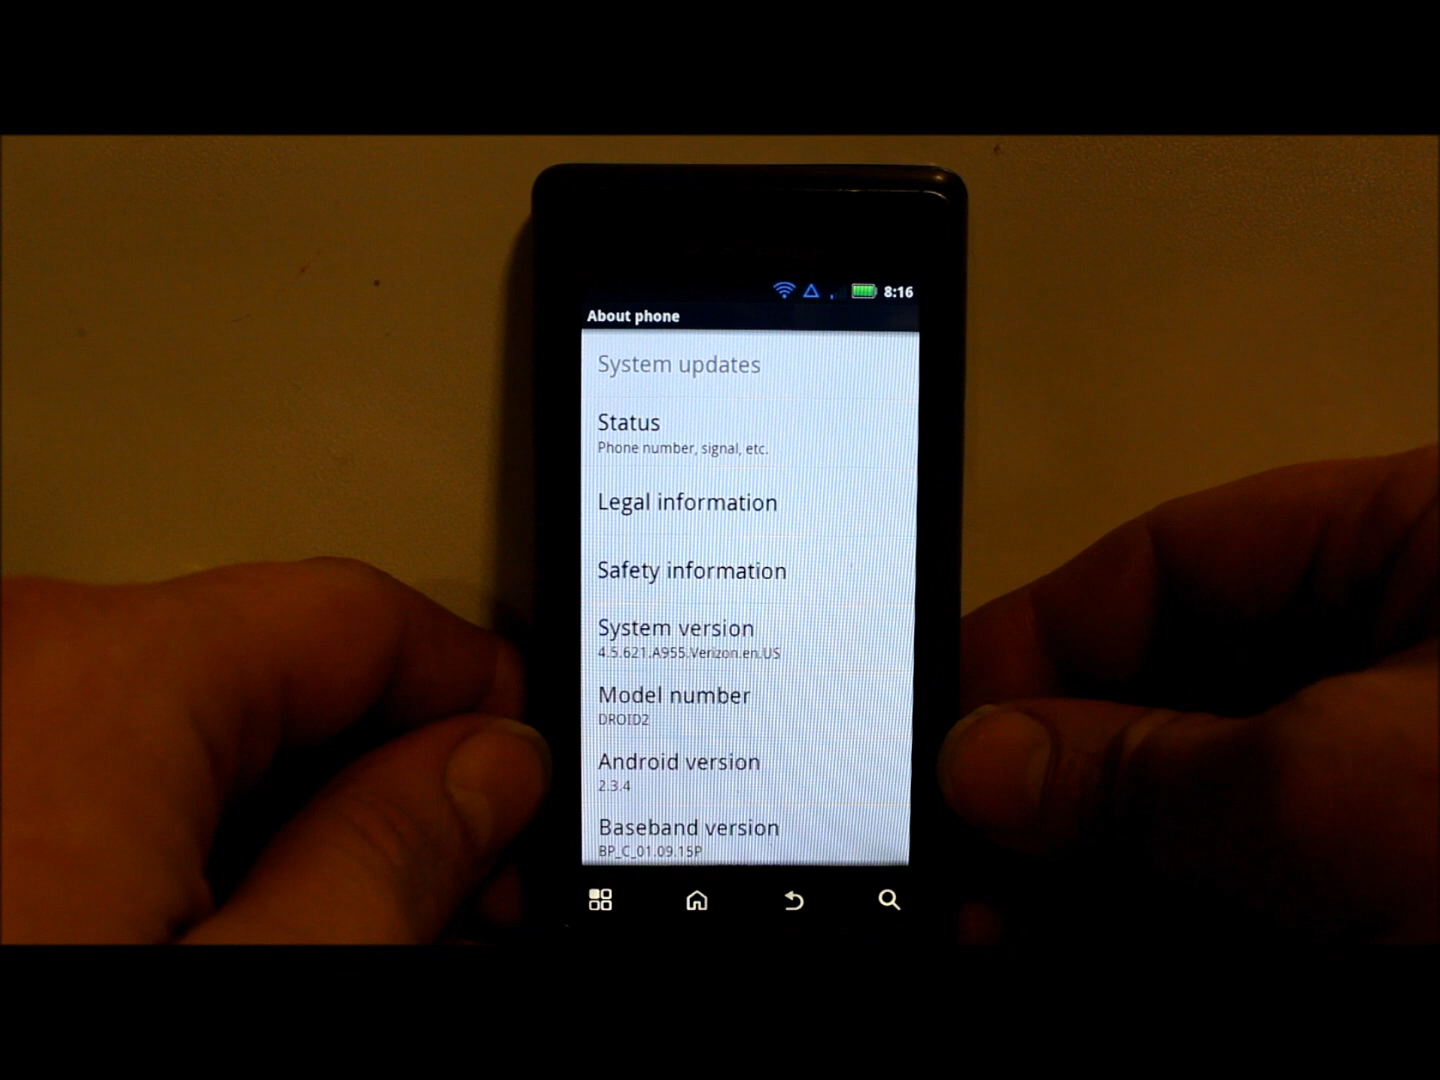 8:16
About phone
System updates
Status
Phone number, signal, etc.
Legal information
Safety information
System version
4.5.621.A955.Verizon.en.US
Model number
DROID2
Android version
2.3.4
Baseband version
BP_C_01.09.15P